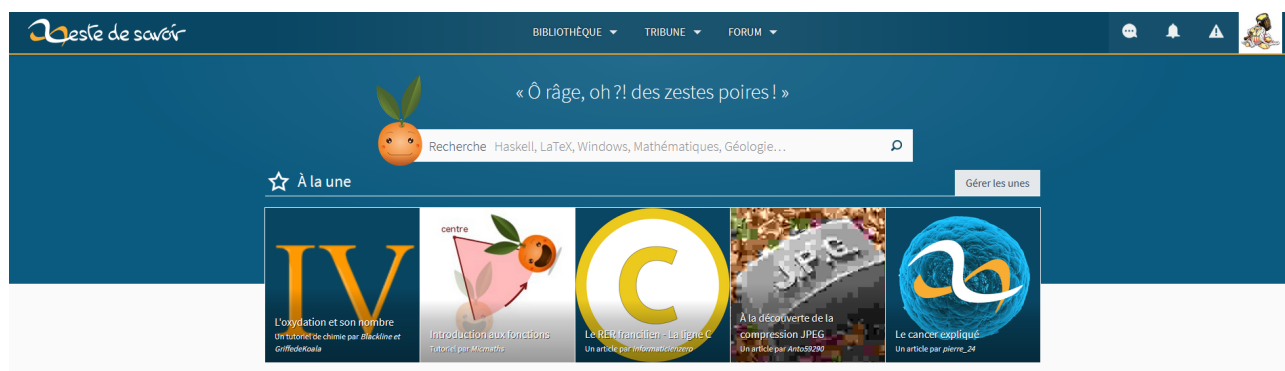 Zeste de savoir
BIBLIOTHÈQUE TRIBUNE FORUM
« Ô râge, oh ?! des zestes poires ! »
Recherche Haskell, LaTeX, Windows, Mathématiques, Géologie...
À la une
Gérer les unes
IV
L'oxydation et son nombre
Un tutoriel de chimie par Blackline et
GriffedeKoala
centre
Introduction aux fonctions
Tutoriel par Micmaths
C
Le RER francilien - La ligne C
Un article par Informaticienzero
JPG
À la découverte de la
compression JPEG
Un article par Anto59290
Le cancer expliqué
Un article par pierre_24